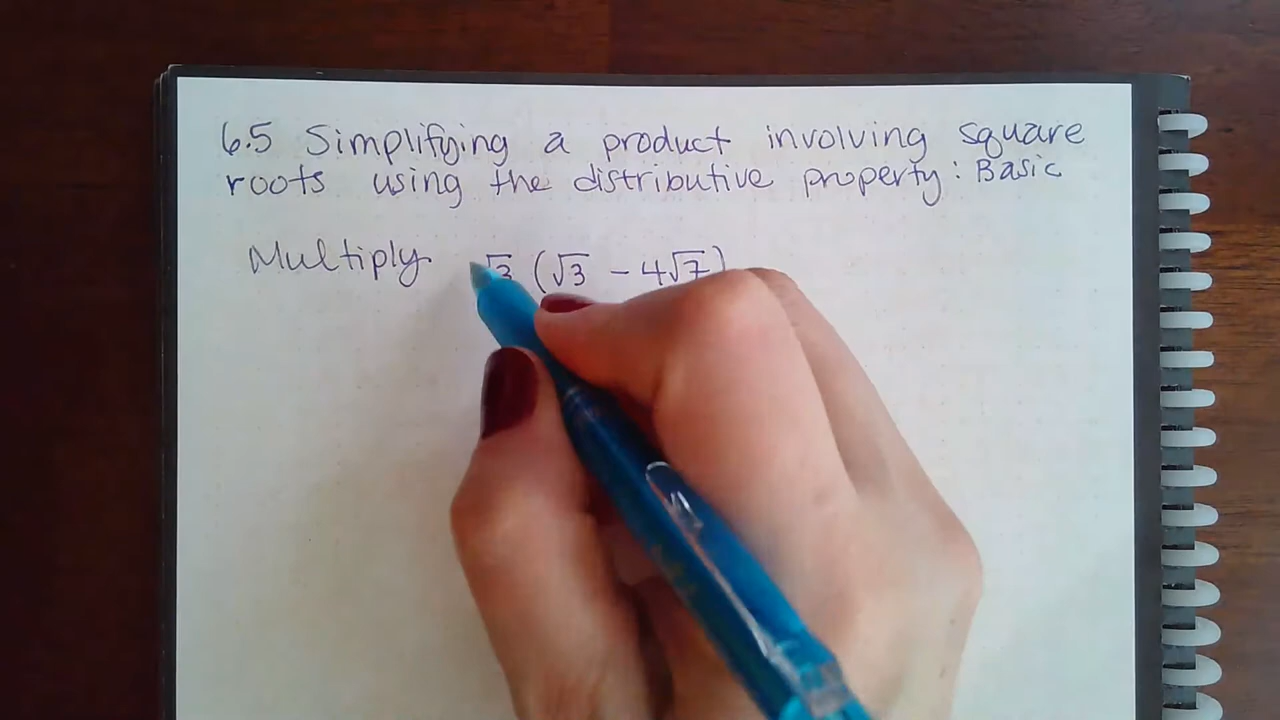 6.5 Simplifying a product involving square
roots using the distributive property: Basic
Multiply √3 (√3 - 4√7)